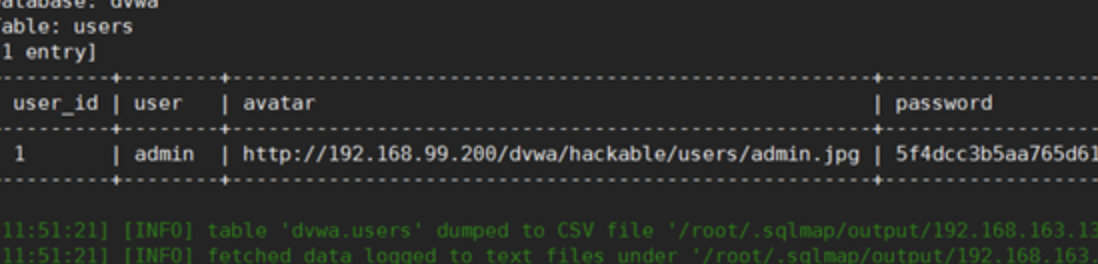 Database: dvwa
Table: users
1 entry]
---------+--------+------------------------------------------------------+------------------
user_id | user | avatar | password
---------+--------+------------------------------------------------------+------------------
1 | admin | http://192.168.99.200/dvwa/hackable/users/admin.jpg | 5f4dcc3b5aa765d61
---------+--------+------------------------------------------------------+------------------
11:51:21] [INFO] table 'dvwa.users' dumped to CSV file '/root/.sqlmap/output/192.168.163.13
11:51:21] [INFO] fetched data logged to text files under '/root/.sqlmap/output/192.168.163.